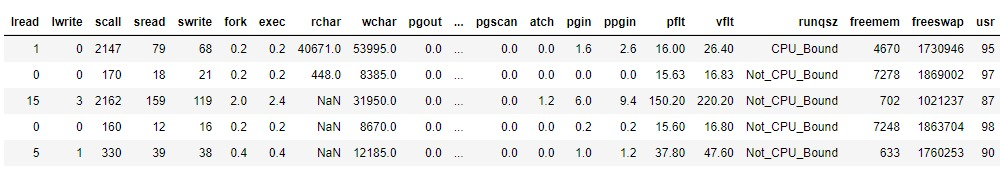 lread lwrite scall sread swrite fork exec rchar wchar pgout ... pgscan atch pgin ppgin pflt vflt runqsz freemem freeswap usr
1 0 2147 79 68 0.2 0.2 40671.0 53995.0 0.0 ... 0.0 0.0 1.6 2.6 16.00 26.40 CPU_Bound 4670 1730946 95
0 0 170 18 21 0.2 0.2 448.0 8385.0 0.0 ... 0.0 0.0 0.0 0.0 15.63 16.83 Not_CPU_Bound 7278 1869002 97
15 3 2162 159 119 2.0 2.4 NaN 31950.0 0.0 ... 0.0 1.2 6.0 9.4 150.20 220.20 Not_CPU_Bound 702 1021237 87
0 0 160 12 16 0.2 0.2 NaN 8670.0 0.0 ... 0.0 0.0 0.2 0.2 15.60 16.80 Not_CPU_Bound 7248 1863704 98
5 1 330 39 38 0.4 0.4 NaN 12185.0 0.0 ... 0.0 0.0 1.0 1.2 37.80 47.60 Not_CPU_Bound 633 1760253 90